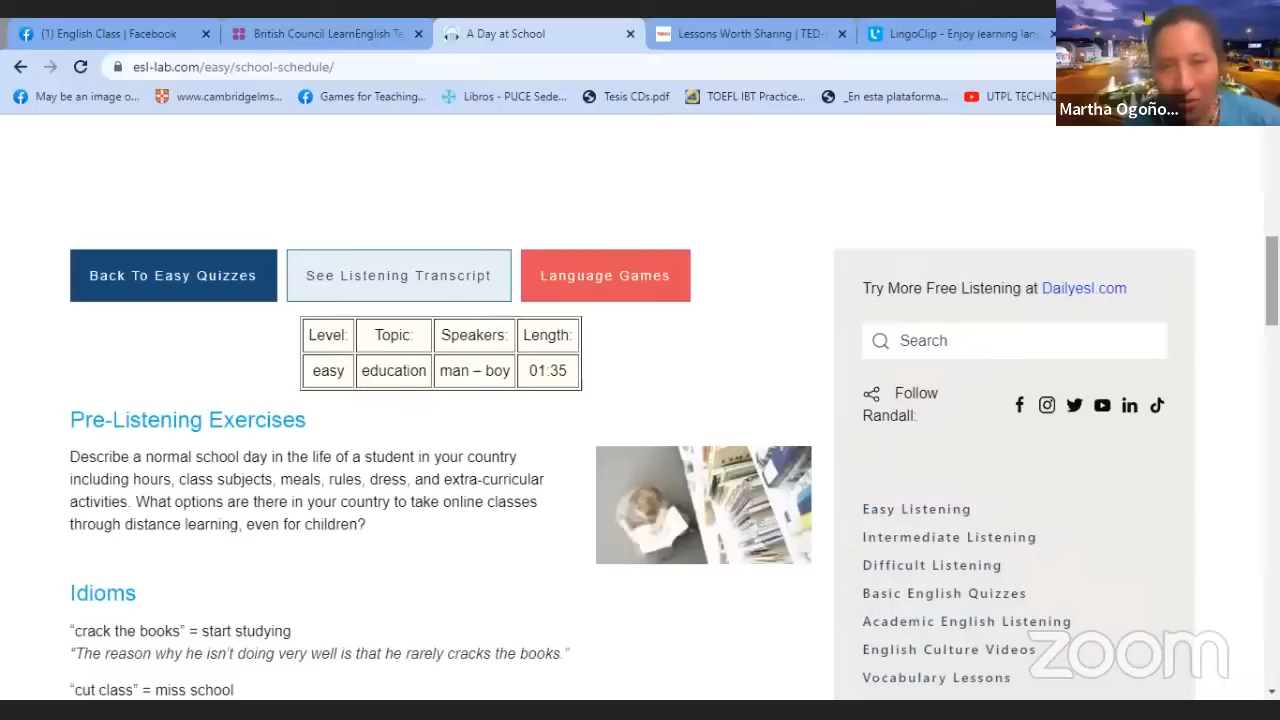 (1) English Class | Facebook
British Council LearnEnglish Te
A Day at School
Lessons Worth Sharing | TED-
LingoClip - Enjoy learning lan
esl-lab.com/easy/school-schedule/
May be an image o...
www.cambridgelms...
Games for Teaching...
Libros - PUCE Sede...
Tesis CDs.pdf
TOEFL IBT Practice...
_En esta plataforma...
UTPL TECHNO
Martha Ogoño...
Back To Easy Quizzes
See Listening Transcript
Language Games
Level: Topic: Speakers: Length:
easy education man – boy 01:35
Pre-Listening Exercises
Describe a normal school day in the life of a student in your country
including hours, class subjects, meals, rules, dress, and extra-curricular
activities. What options are there in your country to take online classes
through distance learning, even for children?
Idioms
“crack the books” = start studying
“The reason why he isn’t doing very well is that he rarely cracks the books.”
“cut class” = miss school
Try More Free Listening at Dailyesl.com
Search
Follow
Randall:
Easy Listening
Intermediate Listening
Difficult Listening
Basic English Quizzes
Academic English Listening
English Culture Videos
Vocabulary Lessons
zoom